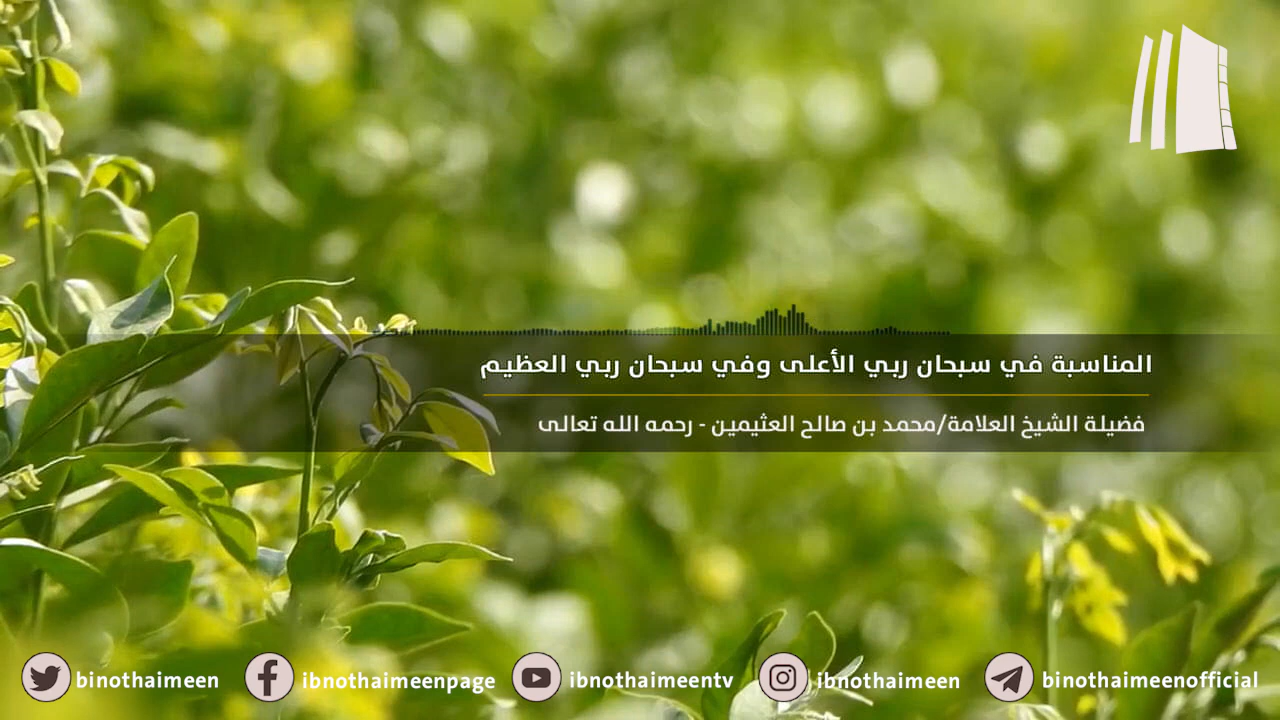 المناسبة في سبحان ربي الأعلى وفي سبحان ربي العظيم
فضيلة الشيخ العلامة/محمد بن صالح العثيمين - رحمه الله تعالى
binothaimeen ibnothaimeenpage ibnothaimeentv ibnothaimeen binothaimeenofficial